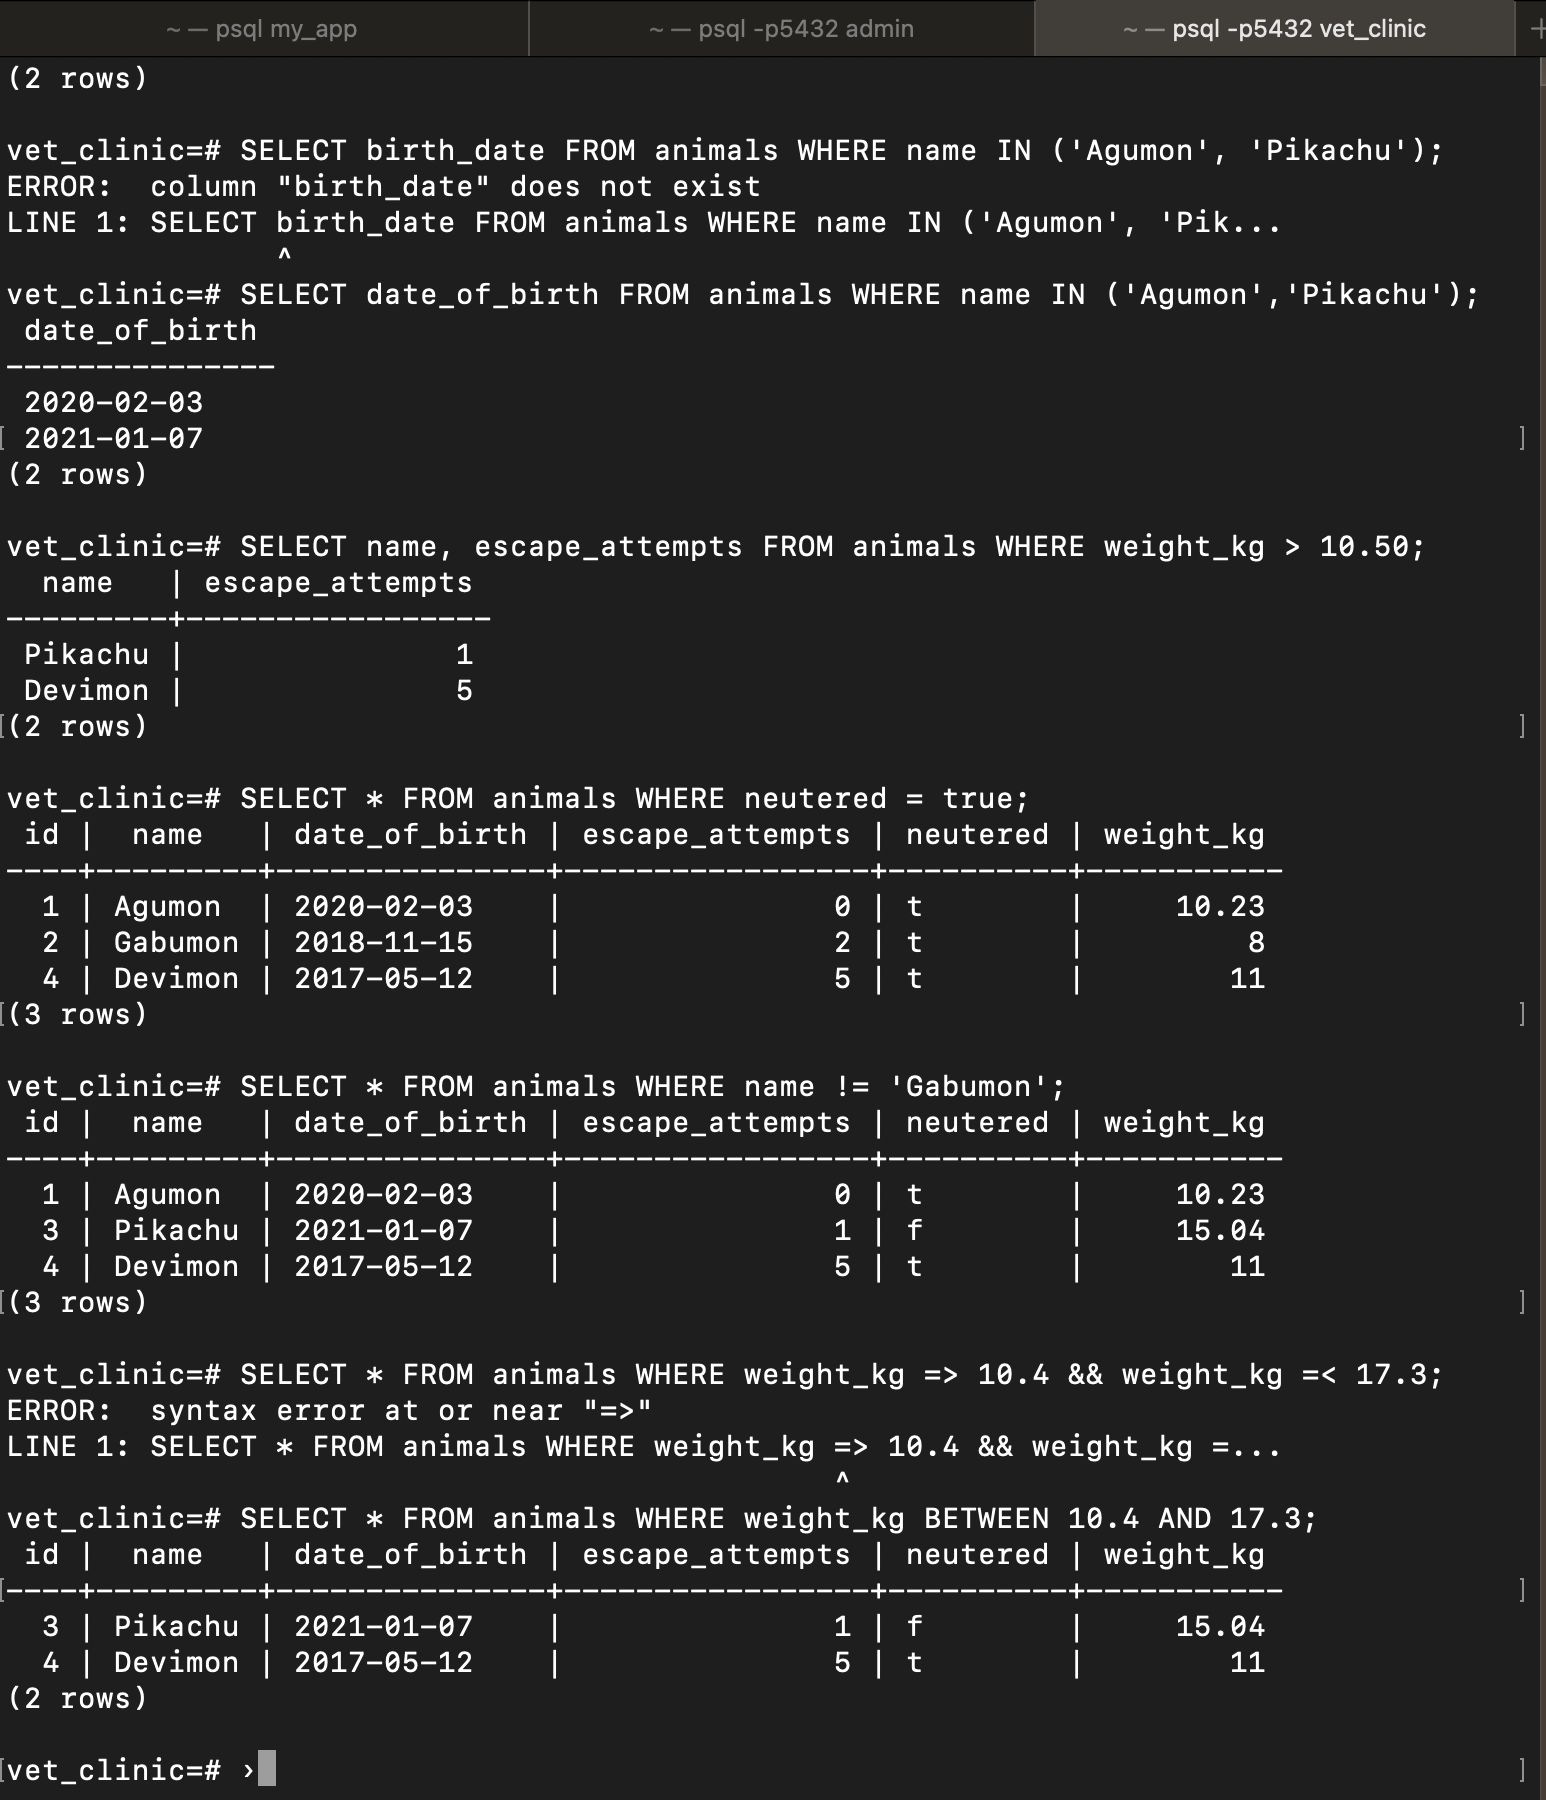 ~ — psql my_app
~ — psql -p5432 admin
~ — psql -p5432 vet_clinic
+
(2 rows)

vet_clinic=# SELECT birth_date FROM animals WHERE name IN ('Agumon', 'Pikachu');
ERROR:  column "birth_date" does not exist
LINE 1: SELECT birth_date FROM animals WHERE name IN ('Agumon', 'Pik...
               ^
vet_clinic=# SELECT date_of_birth FROM animals WHERE name IN ('Agumon','Pikachu');
 date_of_birth
---------------
 2020-02-03
[ 2021-01-07 ]
(2 rows)

vet_clinic=# SELECT name, escape_attempts FROM animals WHERE weight_kg > 10.50;
  name   | escape_attempts
---------+-----------------
 Pikachu |               1
 Devimon |               5
[(2 rows) ]

vet_clinic=# SELECT * FROM animals WHERE neutered = true;
 id |  name   | date_of_birth | escape_attempts | neutered | weight_kg
----+---------+---------------+-----------------+----------+-----------
  1 | Agumon  | 2020-02-03    |               0 | t        |     10.23
  2 | Gabumon | 2018-11-15    |               2 | t        |         8
  4 | Devimon | 2017-05-12    |               5 | t        |        11
[(3 rows) ]

vet_clinic=# SELECT * FROM animals WHERE name != 'Gabumon';
 id |  name   | date_of_birth | escape_attempts | neutered | weight_kg
----+---------+---------------+-----------------+----------+-----------
  1 | Agumon  | 2020-02-03    |               0 | t        |     10.23
  3 | Pikachu | 2021-01-07    |               1 | f        |     15.04
  4 | Devimon | 2017-05-12    |               5 | t        |        11
[(3 rows) ]

vet_clinic=# SELECT * FROM animals WHERE weight_kg => 10.4 && weight_kg =< 17.3;
ERROR:  syntax error at or near "=>"
LINE 1: SELECT * FROM animals WHERE weight_kg => 10.4 && weight_kg =...
                                              ^
vet_clinic=# SELECT * FROM animals WHERE weight_kg BETWEEN 10.4 AND 17.3;
 id |  name   | date_of_birth | escape_attempts | neutered | weight_kg
[----+---------+---------------+-----------------+----------+----------- ]
  3 | Pikachu | 2021-01-07    |               1 | f        |     15.04
  4 | Devimon | 2017-05-12    |               5 | t        |        11
(2 rows)

[vet_clinic=# › ]